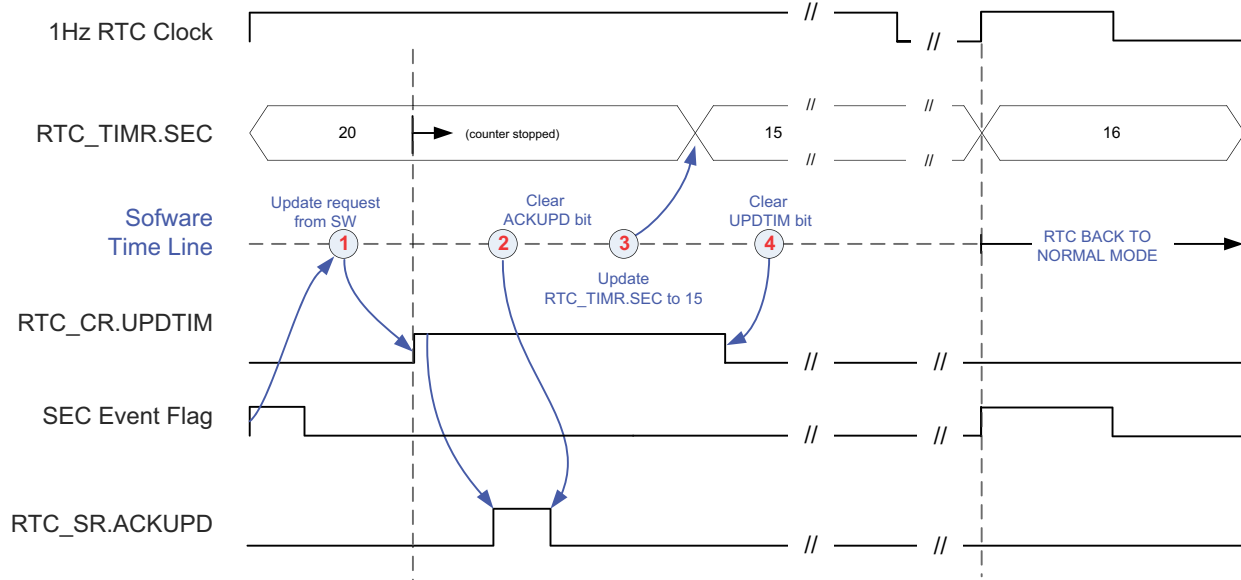 1Hz RTC Clock
//
//
RTC_TIMR.SEC
20
(counter stopped)
//
15
//
//
//
16
Sofware
Time Line
Update request
from SW
1
Clear
ACKUPD bit
2
3
Update
RTC_TIMR.SEC to 15
Clear
UPDTIM bit
4
RTC BACK TO
NORMAL MODE
RTC_CR.UPDTIM
//
//
SEC Event Flag
//
//
RTC_SR.ACKUPD
//
//